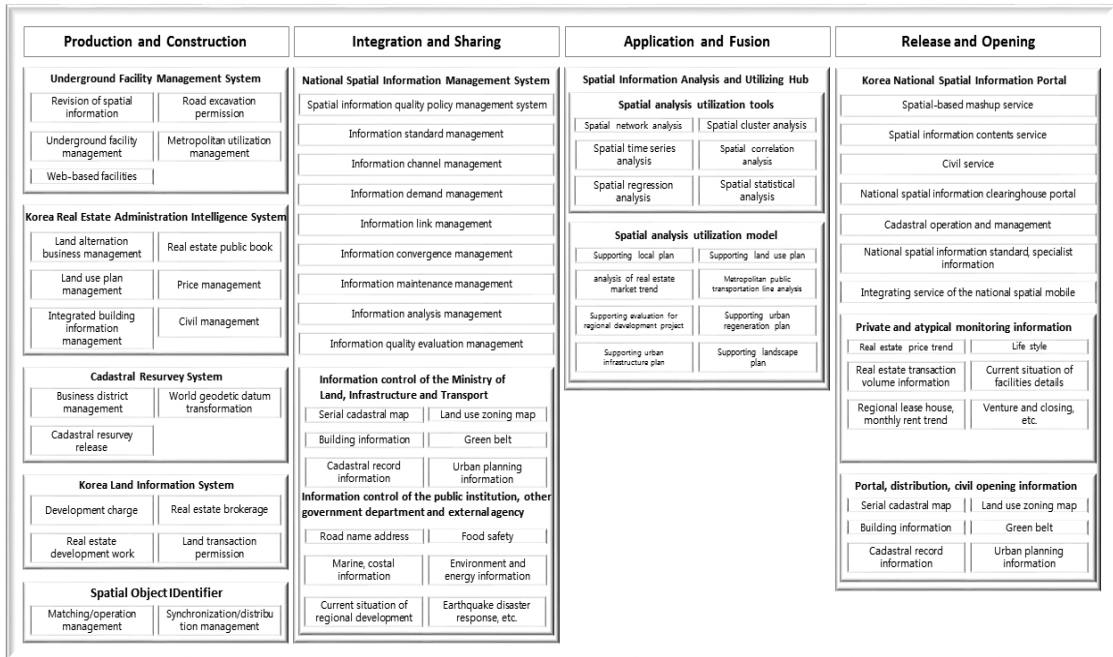 Production and Construction
Underground Facility Management System
Revision of spatial
information
Road excavation
permission
Underground facility
management
Metropolitan utilization
management
Web-based facilities
Korea Real Estate Administration Intelligence System
Land alternation
business management
Real estate public book
Land use plan
management
Price management
Integrated building
information
management
Civil management
Cadastral Resurvey System
Business district
management
World geodetic datum
transformation
Cadastral resurvey
release
Korea Land Information System
Development charge
Real estate brokerage
Real estate
development work
Land transaction
permission
Spatial Object IDentifier
Matching/operation
management
Synchronization/distribu
tion management
Integration and Sharing
National Spatial Information Management System
Spatial information quality policy management system
Information standard management
Information channel management
Information demand management
Information link management
Information convergence management
Information maintenance management
Information analysis management
Information quality evaluation management
Information control of the Ministry of
Land, Infrastructure and Transport
Serial cadastral map
Land use zoning map
Building information
Green belt
Cadastral record
information
Urban planning
information
Information control of the public institution, other
government department and external agency
Road name address
Food safety
Marine, costal
information
Environment and
energy information
Current situation of
regional development
Earthquake disaster
response, etc.
Application and Fusion
Spatial Information Analysis and Utilizing Hub
Spatial analysis utilization tools
Spatial network analysis
Spatial cluster analysis
Spatial time series
analysis
Spatial correlation
analysis
Spatial regression
analysis
Spatial statistical
analysis
Spatial analysis utilization model
Supporting local plan
Supporting land use plan
analysis of real estate
market trend
Metropolitan public
transportation line analysis
Supporting evaluation for
regional development project
Supporting urban
regeneration plan
Supporting urban
infrastructure plan
Supporting landscape
plan
Release and Opening
Korea National Spatial Information Portal
Spatial-based mashup service
Spatial information contents service
Civil service
National spatial information clearinghouse portal
Cadastral operation and management
National spatial information standard, specialist
information
Integrating service of the national spatial mobile
Private and atypical monitoring information
Real estate price trend
Life style
Real estate transaction
volume information
Current situation of
facilities details
Regional lease house,
monthly rent trend
Venture and closing,
etc.
Portal, distribution, civil opening information
Serial cadastral map
Land use zoning map
Building information
Green belt
Cadastral record
information
Urban planning
information